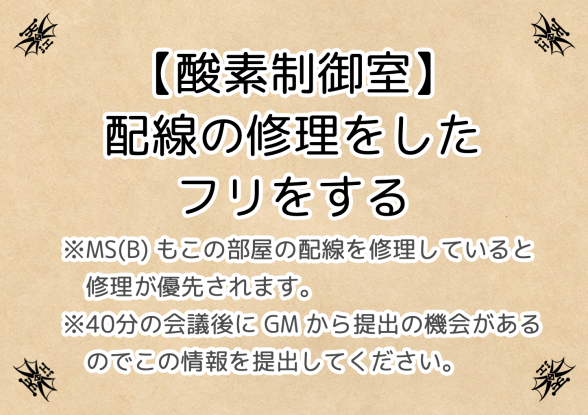 【酸素制御室】
配線の修理をした
フリをする
※MS(B) もこの部屋の配線を修理していると
修理が優先されます。
※40分の会議後に GM から提出の機会がある
のでこの情報を提出してください。